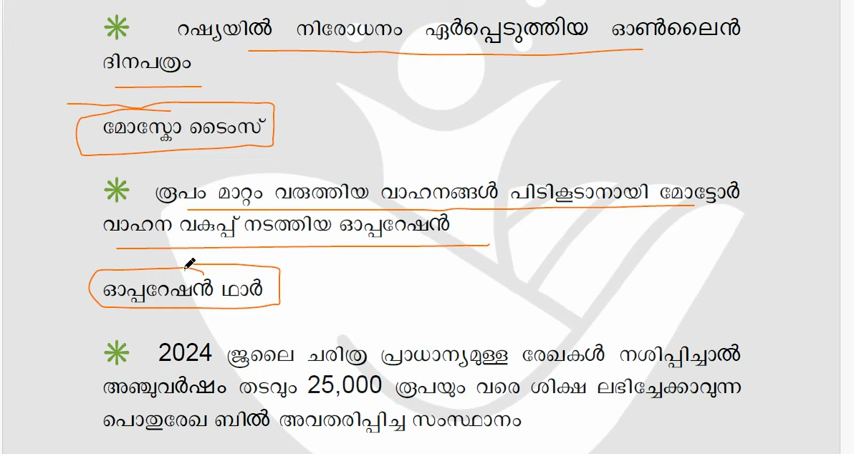 റഷ്യയിൽ നിരോധനം ഏർപ്പെടുത്തിയ ഓൺലൈൻ
ദിനപത്രം
മോസ്കോ ടൈംസ്
രൂപം മാറ്റം വരുത്തിയ വാഹനങ്ങൾ പിടികൂടാനായി മോട്ടോർ
വാഹന വകുപ്പ് നടത്തിയ ഓപ്പറേഷൻ
ഓപ്പറേഷൻ ഥാർ
2024 ജൂലൈ ചരിത്ര പ്രാധാന്യമുള്ള രേഖകൾ നശിപ്പിച്ചാൽ
അഞ്ചുവർഷം തടവും 25,000 രൂപയും വരെ ശിക്ഷ ലഭിച്ചേക്കാവുന്ന
പൊതുരേഖ ബിൽ അവതരിപ്പിച്ച സംസ്ഥാനം